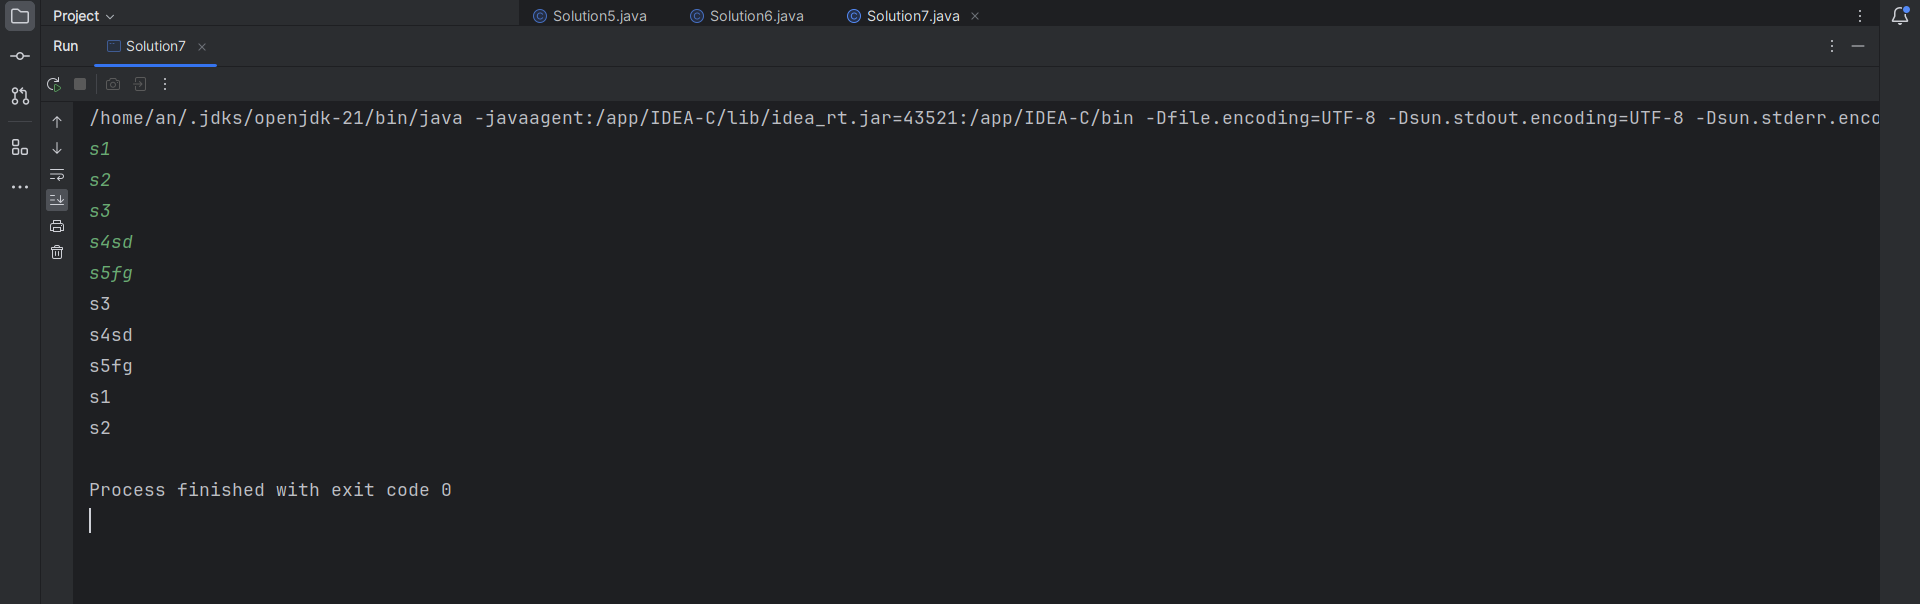 Project
Solution5.java Solution6.java Solution7.java
Run Solution7
/home/an/.jdks/openjdk-21/bin/java -javaagent:/app/IDEA-C/lib/idea_rt.jar=43521:/app/IDEA-C/bin -Dfile.encoding=UTF-8 -Dsun.stdout.encoding=UTF-8 -Dsun.stderr.enco
s1
s2
s3
s4sd
s5fg
s3
s4sd
s5fg
s1
s2
Process finished with exit code 0